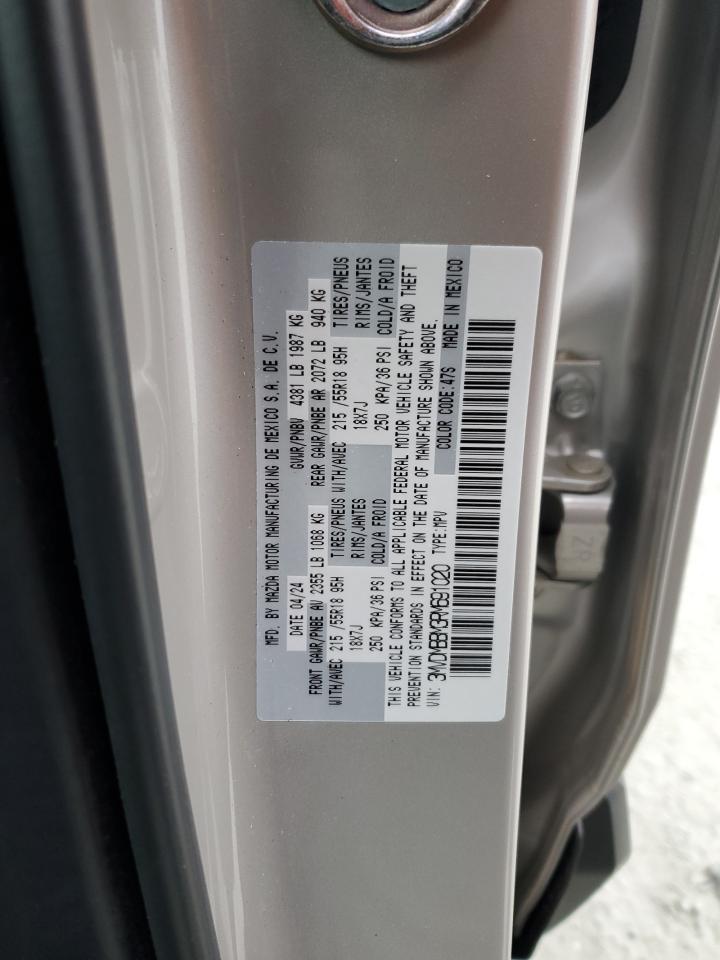 MFD. BY MAZDA MOTOR MANUFACTURING DE MEXICO S.A. DE C.V.
DATE 04/24 GVWR/PNBV 4381 LB 1987 KG
FRONT GAWR/PNBE AV 2355 LB 1068 KG REAR GAWR/PNBE AR 2072 LB 940 KG
WITH/AVEC 215 /55R18 95H TIRES/PNEUS WITH/AVEC 215 /55R18 95H TIRES/PNEUS
18X7J RIMS/JANTES 18X7J RIMS/JANTES
250 KPA/36 PSI COLD/A FROID 250 KPA/36 PSI COLD/A FROID
THIS VEHICLE CONFORMS TO ALL APPLICABLE FEDERAL MOTOR VEHICLE SAFETY AND THEFT
PREVENTION STANDARDS IN EFFECT ON THE DATE OF MANUFACTURE SHOWN ABOVE.
VIN: 3MVDMBBM3RM691020 TYPE:MPV COLOR CODE:47S MADE IN MEXICO